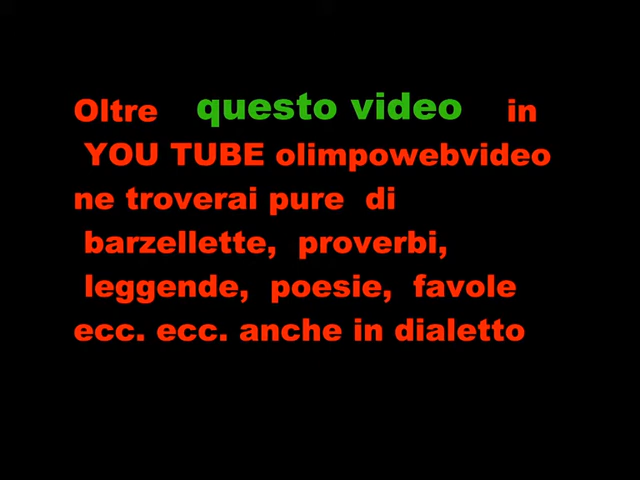 Oltre questo video in
YOU TUBE olimpowebvideo
ne troverai pure di
barzellette, proverbi,
leggende, poesie, favole
ecc. ecc. anche in dialetto